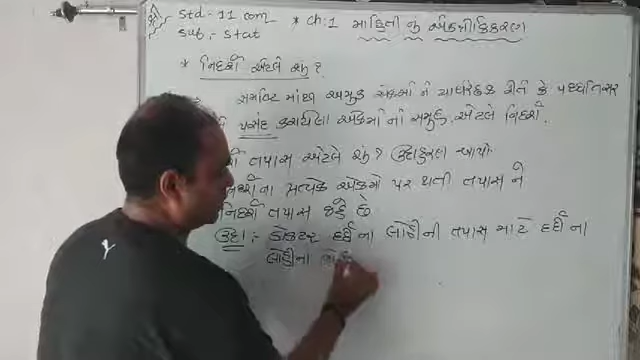 std - 11 com * ch:1 માહિતી નું એકત્રીકરણ
sub :- stat
* નિદર્શ એટલે શું ?
સમષ્ટિ માંથી અમુક એકમો ને યાદચ્છિક રીતે કે પધ્ધતિસર
પસંદ કરાયેલા એકમો નાં સમૂહ એટલે નિદર્શ.
તપાસ એટલે શું ? ઉદાહરણ આપો
પ્રત્યેક એકમો પર થતી તપાસ ને
નિદર્શ તપાસ કહે છે
ઉદા :- ડોકટર દર્દી ના લોહીની તપાસ માટે દર્દી ના
લોહીના